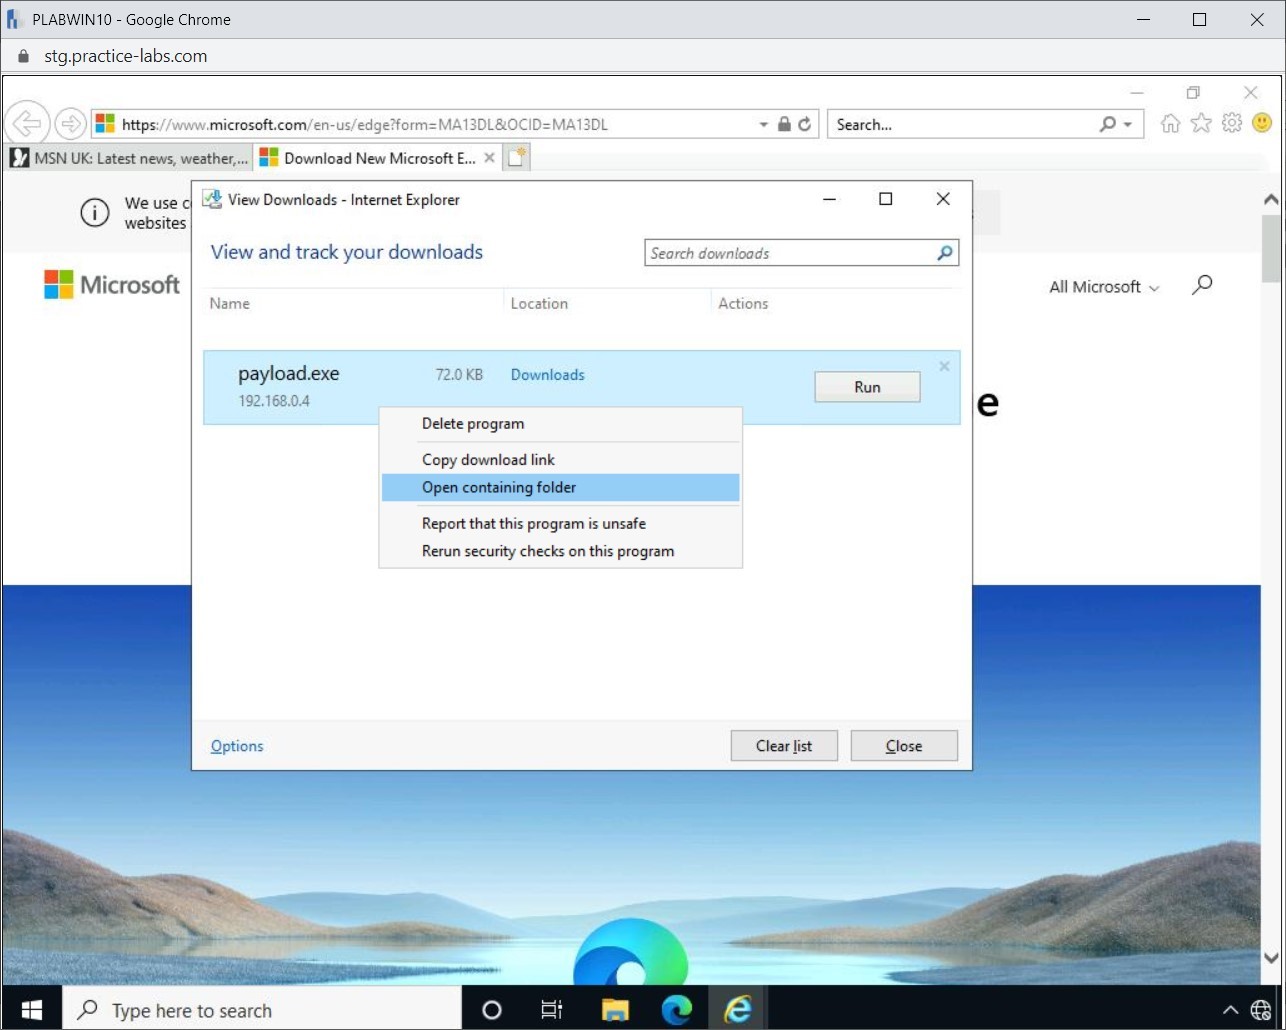 PLABWIN10 - Google Chrome
stg.practice-labs.com
https://www.microsoft.com/en-us/edge?form=MA13DL&OCID=MA13DL
Search...
MSN UK: Latest news, weather,...
Download New Microsoft E...
We use c
websites
View Downloads - Internet Explorer
View and track your downloads
Search downloads
Microsoft
All Microsoft
Name
Location
Actions
payload.exe
72.0 KB
Downloads
Run
192.168.0.4
e
Delete program
Copy download link
Open containing folder
Report that this program is unsafe
Rerun security checks on this program
Options
Clear list
Close
Type here to search